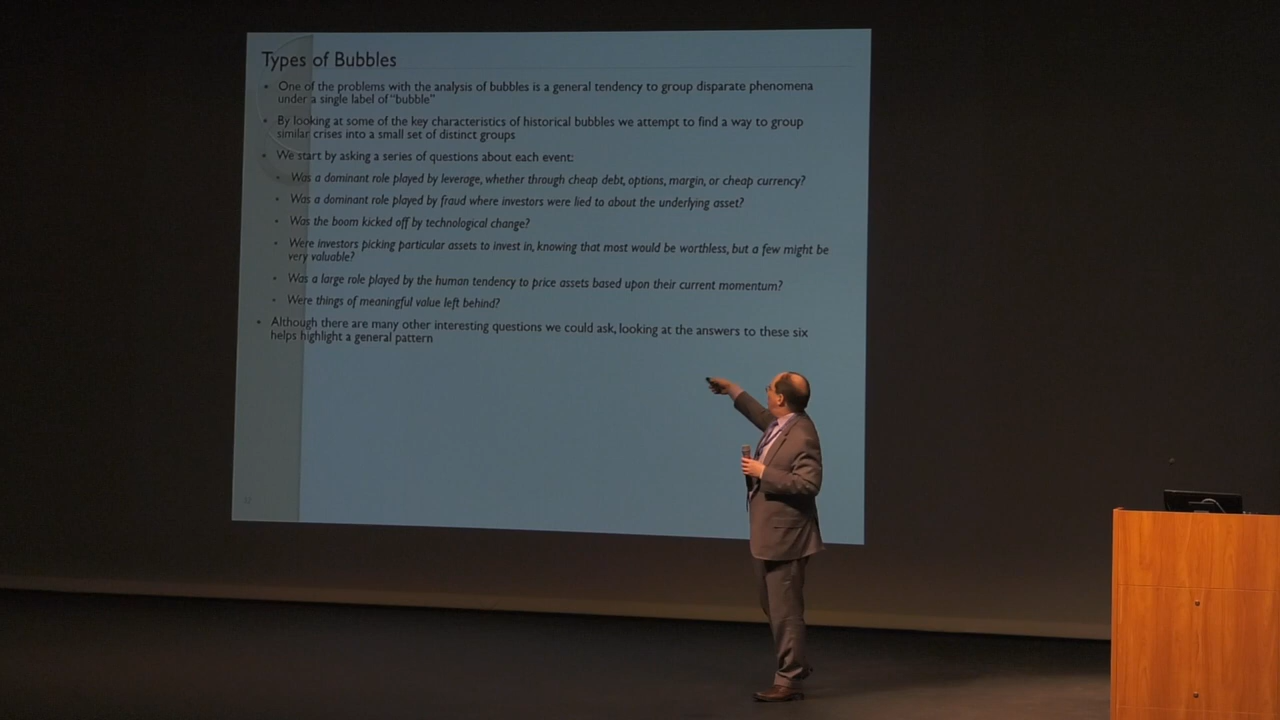 Types of Bubbles
• One of the problems with the analysis of bubbles is a general tendency to group disparate phenomena
under a single label of "bubble"
• By looking at some of the key characteristics of historical bubbles we attempt to find a way to group
similar crises into a small set of distinct groups
• We start by asking a series of questions about each event:
• Was a dominant role played by leverage, whether through cheap debt, options, margin, or cheap currency?
• Was a dominant role played by fraud where investors were lied to about the underlying asset?
• Was the boom kicked off by technological change?
• Were investors picking particular assets to invest in, knowing that most would be worthless, but a few might be
very valuable?
• Was a large role played by the human tendency to price assets based upon their current momentum?
• Were things of meaningful value left behind?
• Although there are many other interesting questions we could ask, looking at the answers to these six
helps highlight a general pattern